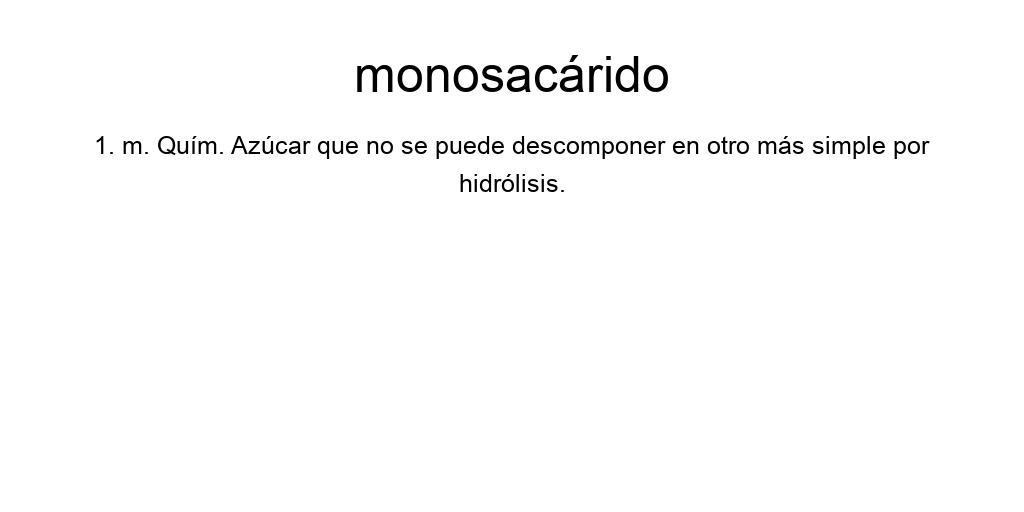 monosacárido
1. m. Quím. Azúcar que no se puede descomponer en otro más simple por
hidrólisis.